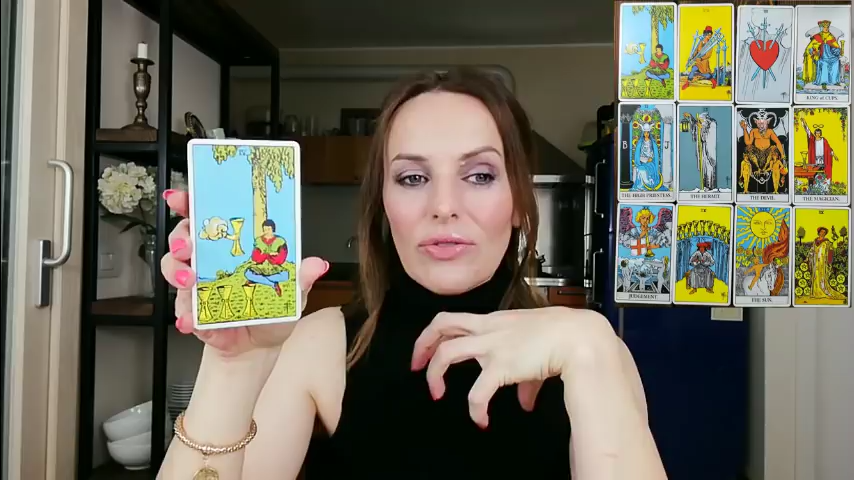 KING of CUPS.
B J
THE HIGH PRIESTESS
THE HERMIT.
THE DEVIL.
THE MAGICIAN.
JUDGEMENT.
THE SUN.